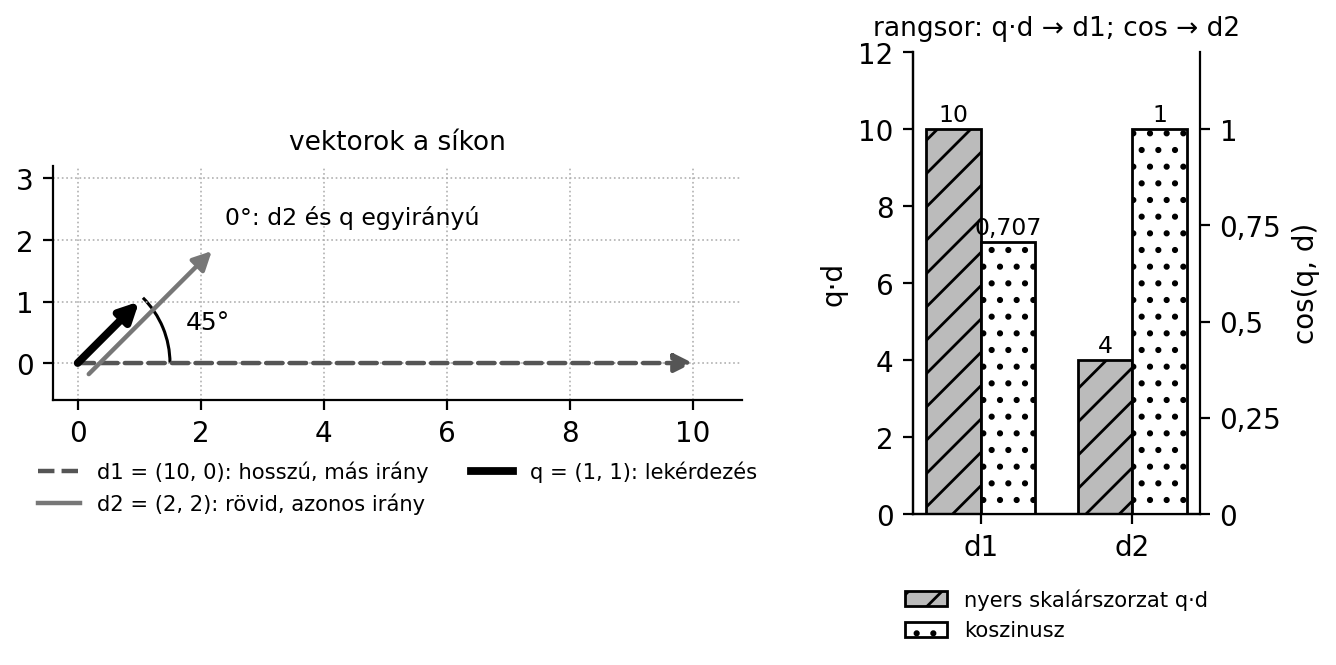 vektorok a síkon
3
2
1
0
0°: d2 és q egyirányú
45°
0 2 4 6 8 10
d1 = (10, 0): hosszú, más irány
d2 = (2, 2): rövid, azonos irány
q = (1, 1): lekérdezés
rangsor: q·d → d1; cos → d2
q·d
12
10
8
6
4
2
0
10
0,707
4
1
1
0,75
0,5
0,25
0
cos(q, d)
d1 d2
nyers skalárszorzat q·d
koszinusz